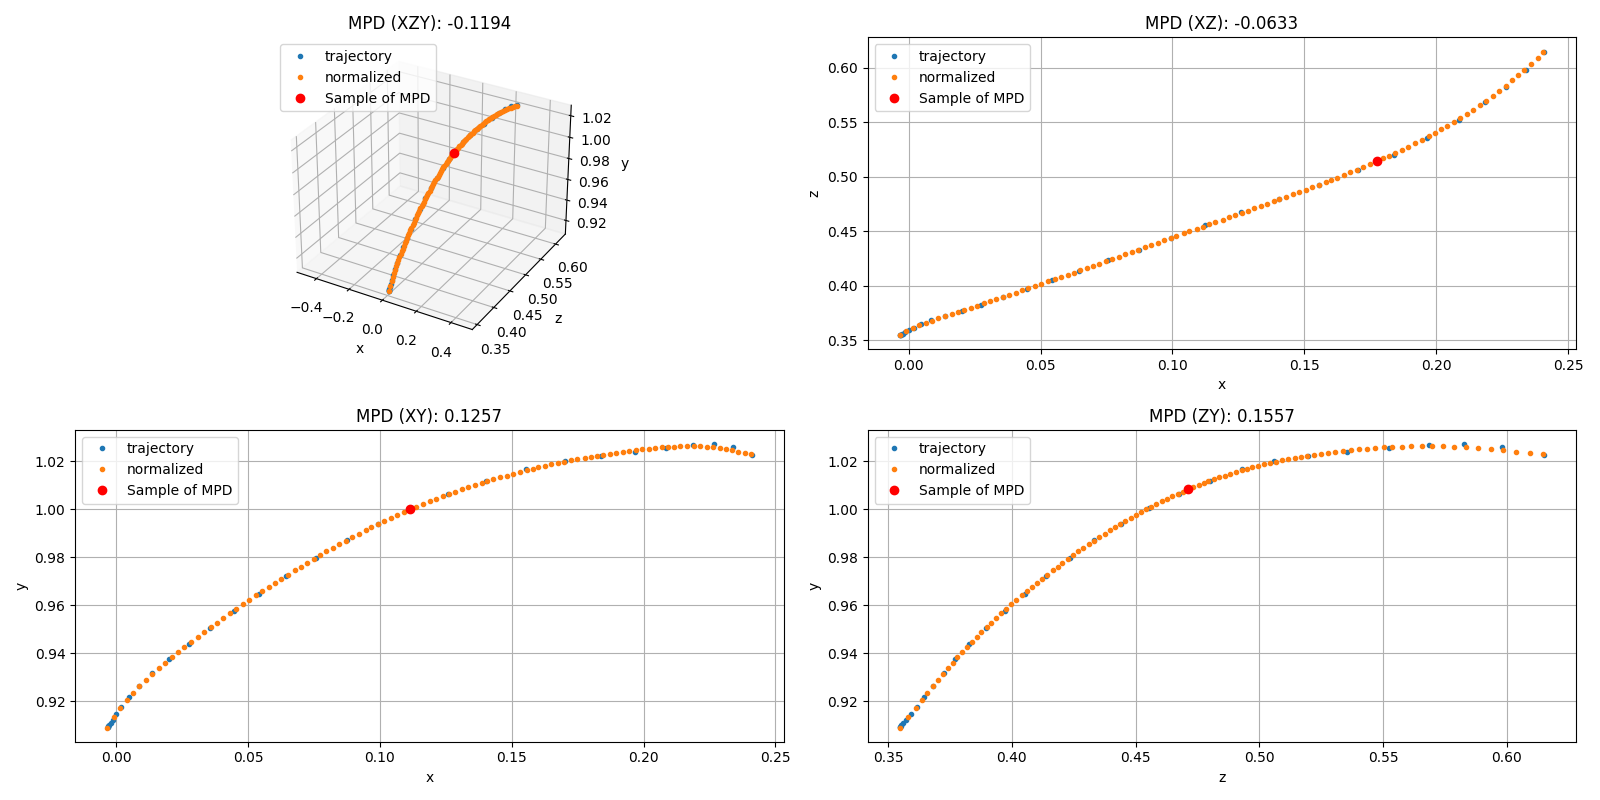 MPD (XZY): -0.1194
trajectory
normalized
Sample of MPD
1.02
1.00
0.98
0.96
0.94
0.92
y
0.60
0.55
0.50
0.45
0.40
0.35
z
−0.4
−0.2
0.0
0.2
0.4
x
MPD (XZ): -0.0633
trajectory
normalized
Sample of MPD
0.60
0.55
0.50
0.45
0.40
0.35
z
0.00 0.05 0.10 0.15 0.20 0.25
x
MPD (XY): 0.1257
trajectory
normalized
Sample of MPD
1.02
1.00
0.98
0.96
0.94
0.92
y
0.00 0.05 0.10 0.15 0.20 0.25
x
MPD (ZY): 0.1557
trajectory
normalized
Sample of MPD
1.02
1.00
0.98
0.96
0.94
0.92
y
0.35 0.40 0.45 0.50 0.55 0.60
z